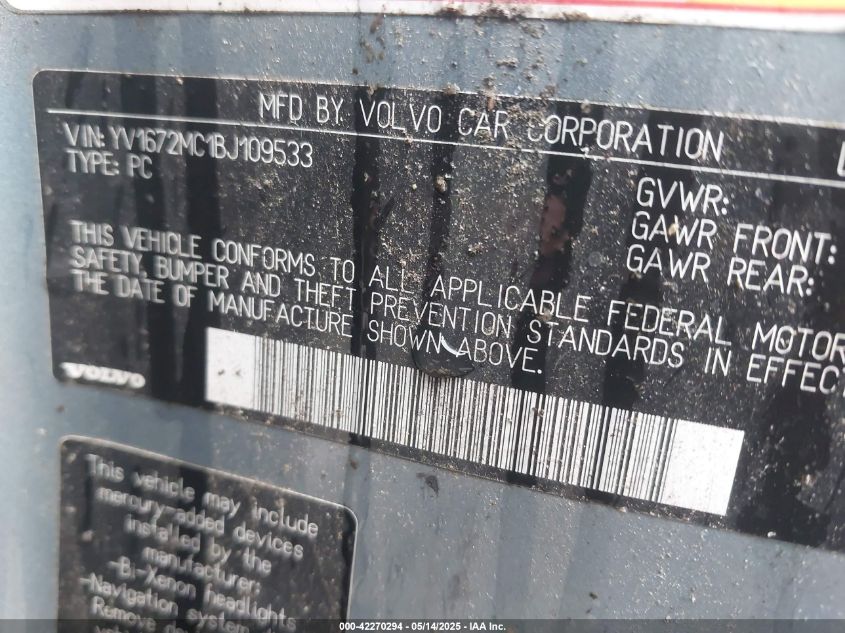 MFD BY VOLVO CAR CORPORATION
VIN: YV1672MC1BJ109533
TYPE: PC
GVWR:
GAWR FRONT:
GAWR REAR:
THIS VEHICLE CONFORMS TO ALL APPLICABLE FEDERAL MOTOR
SAFETY, BUMPER AND THEFT PREVENTION STANDARDS IN EFFECT
THE DATE OF MANUFACTURE SHOWN ABOVE.
VOLVO
This vehicle may include
mercury-added devices
installed by the
manufacturer:
-Bi-Xenon headlights
-Navigation system
Remove
000-42270294 - 05/14/2025 - IAA Inc.